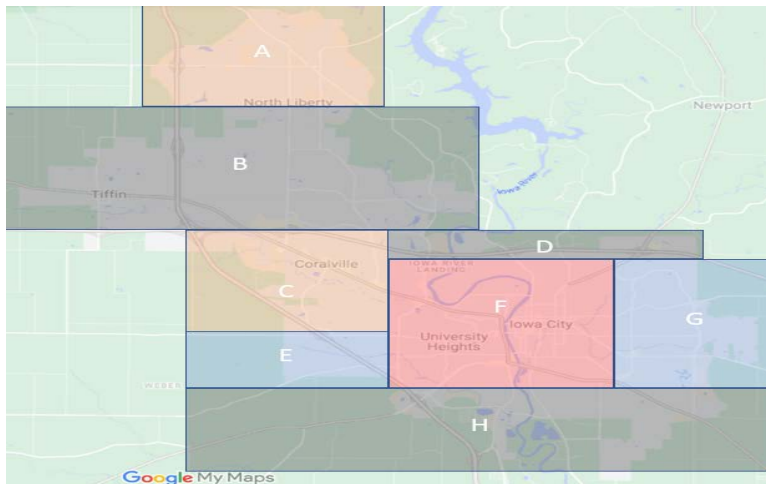 A
North Liberty
Newport
B
Tiffin
Iowa River
D
Coralville
IOWA RIVER
LANDING
C
F
Iowa City
G
University
Heights
E
WEBER
H
Google My Maps